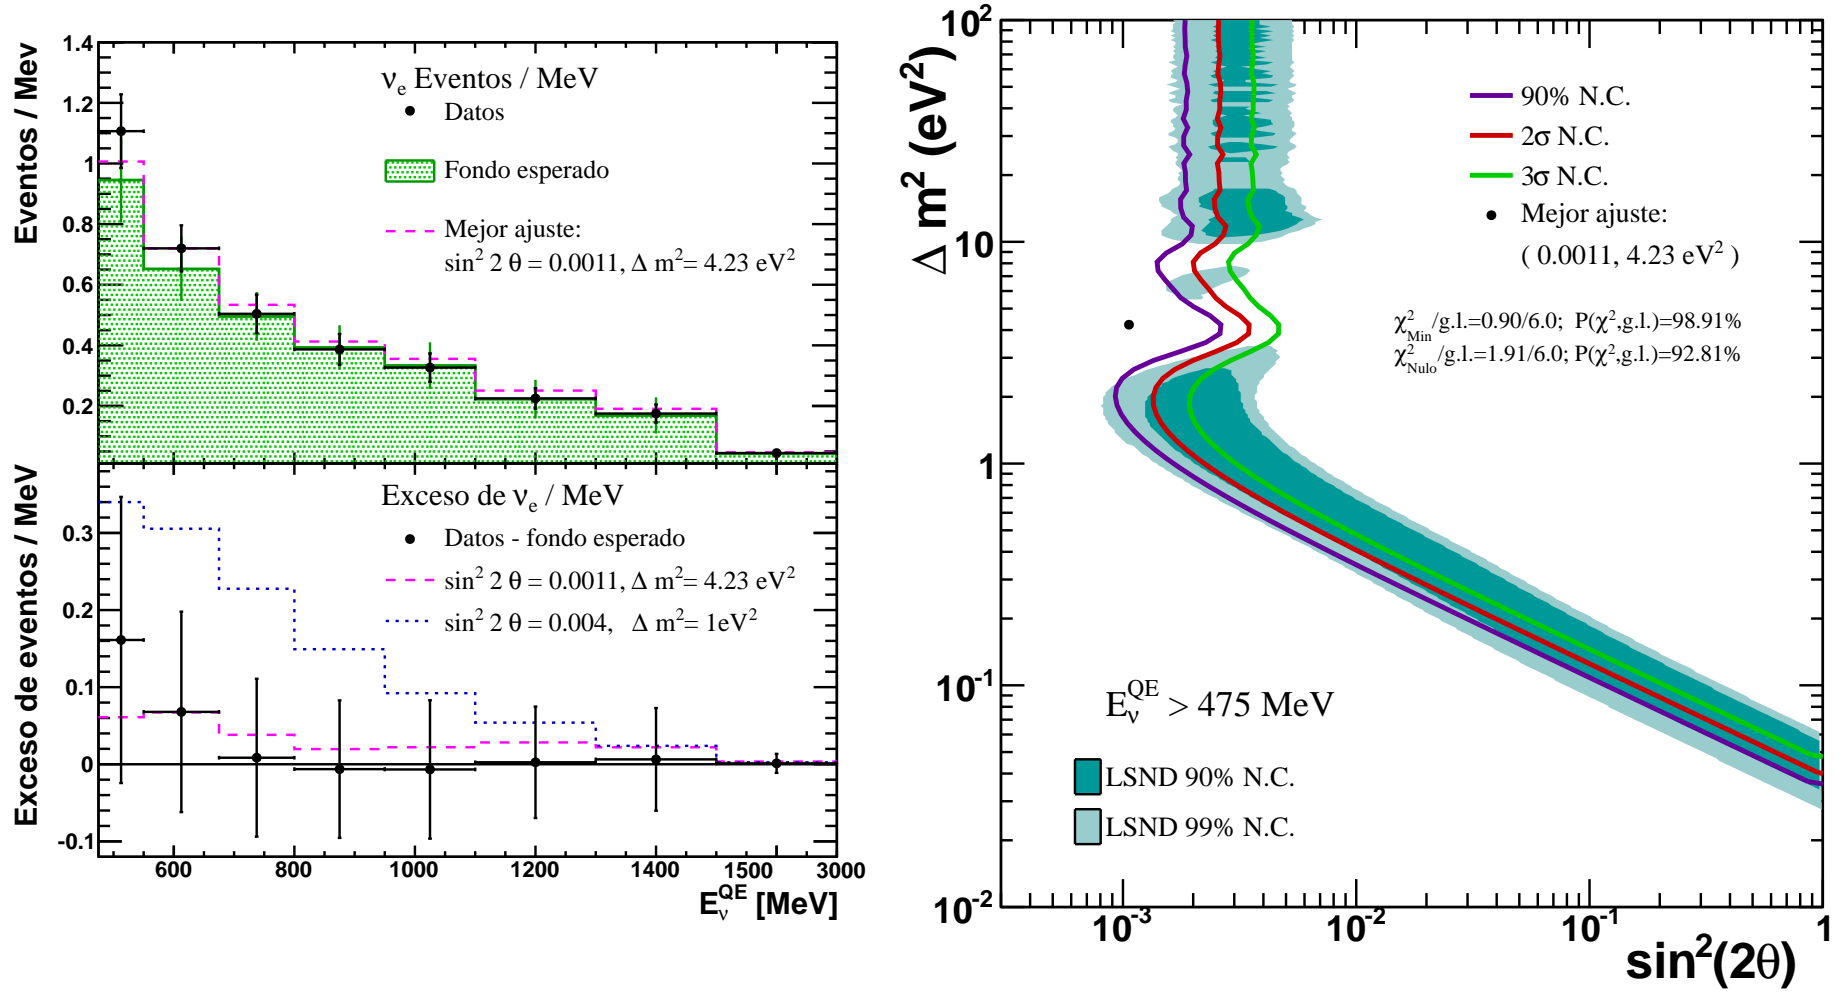 Eventos / Mev
1.4
1.2
1
0.8
0.6
0.4
0.2
νe Eventos / MeV
Datos
Fondo esperado
Mejor ajuste:
sin² 2 θ = 0.0011, Δ m²= 4.23 eV²
Exceso de eventos / MeV
0.3
0.2
0.1
0
-0.1
Exceso de νe / MeV
Datos - fondo esperado
sin² 2 θ = 0.0011, Δ m²= 4.23 eV²
sin² 2 θ = 0.004, Δ m²= 1eV²
600 800 1000 1200 1400 1500 3000
Eν^QE [MeV]
Δ m² (eV²)
10²
10
1
10⁻¹
10⁻²
90% N.C.
2σ N.C.
3σ N.C.
Mejor ajuste:
( 0.0011, 4.23 eV² )
χ²Min /g.l.=0.90/6.0; P(χ²,g.l.)=98.91%
χ²Nulo /g.l.=1.91/6.0; P(χ²,g.l.)=92.81%
Eν^QE > 475 MeV
LSND 90% N.C.
LSND 99% N.C.
10⁻³ 10⁻² 10⁻¹ 1
sin²(2θ)